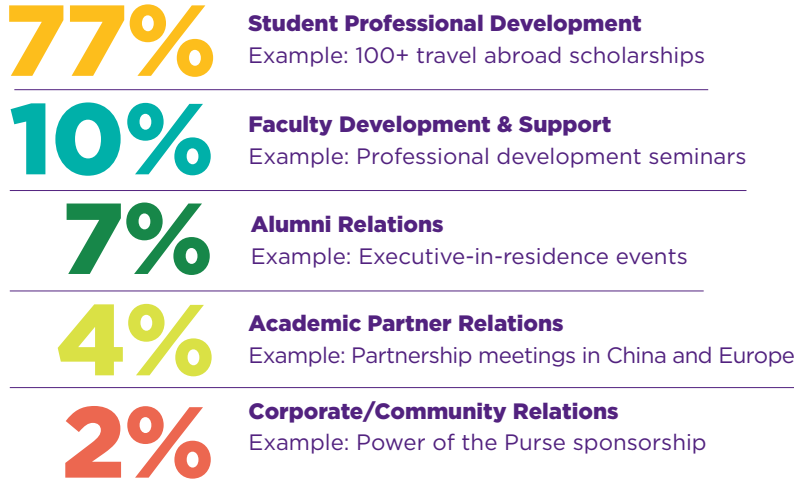 77%
Student Professional Development
Example: 100+ travel abroad scholarships
10%
Faculty Development & Support
Example: Professional development seminars
7%
Alumni Relations
Example: Executive-in-residence events
4%
Academic Partner Relations
Example: Partnership meetings in China and Europe
2%
Corporate/Community Relations
Example: Power of the Purse sponsorship